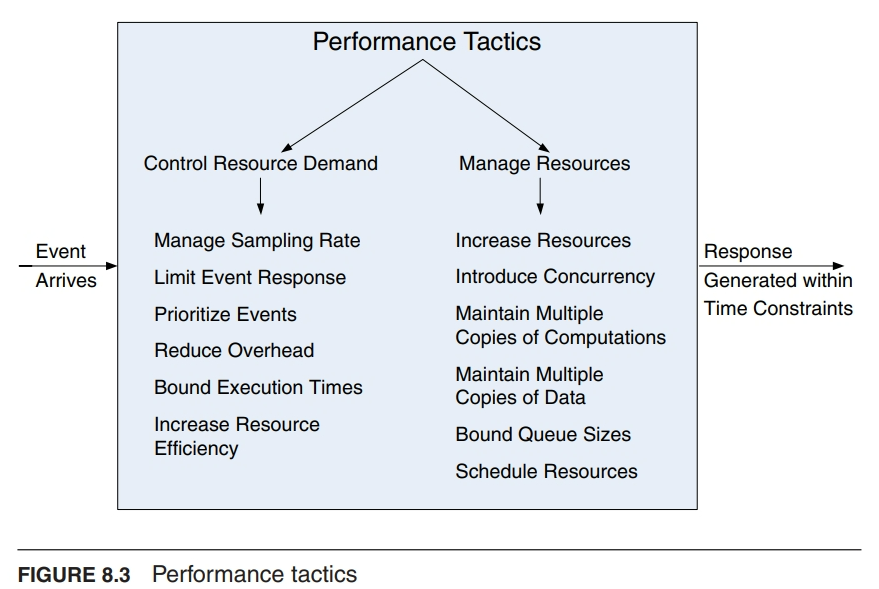 Performance Tactics
Control Resource Demand
Manage Resources
Event
Arrives
Manage Sampling Rate
Limit Event Response
Prioritize Events
Reduce Overhead
Bound Execution Times
Increase Resource
Efficiency
Increase Resources
Introduce Concurrency
Maintain Multiple
Copies of Computations
Maintain Multiple
Copies of Data
Bound Queue Sizes
Schedule Resources
Response
Generated within
Time Constraints
FIGURE 8.3 Performance tactics